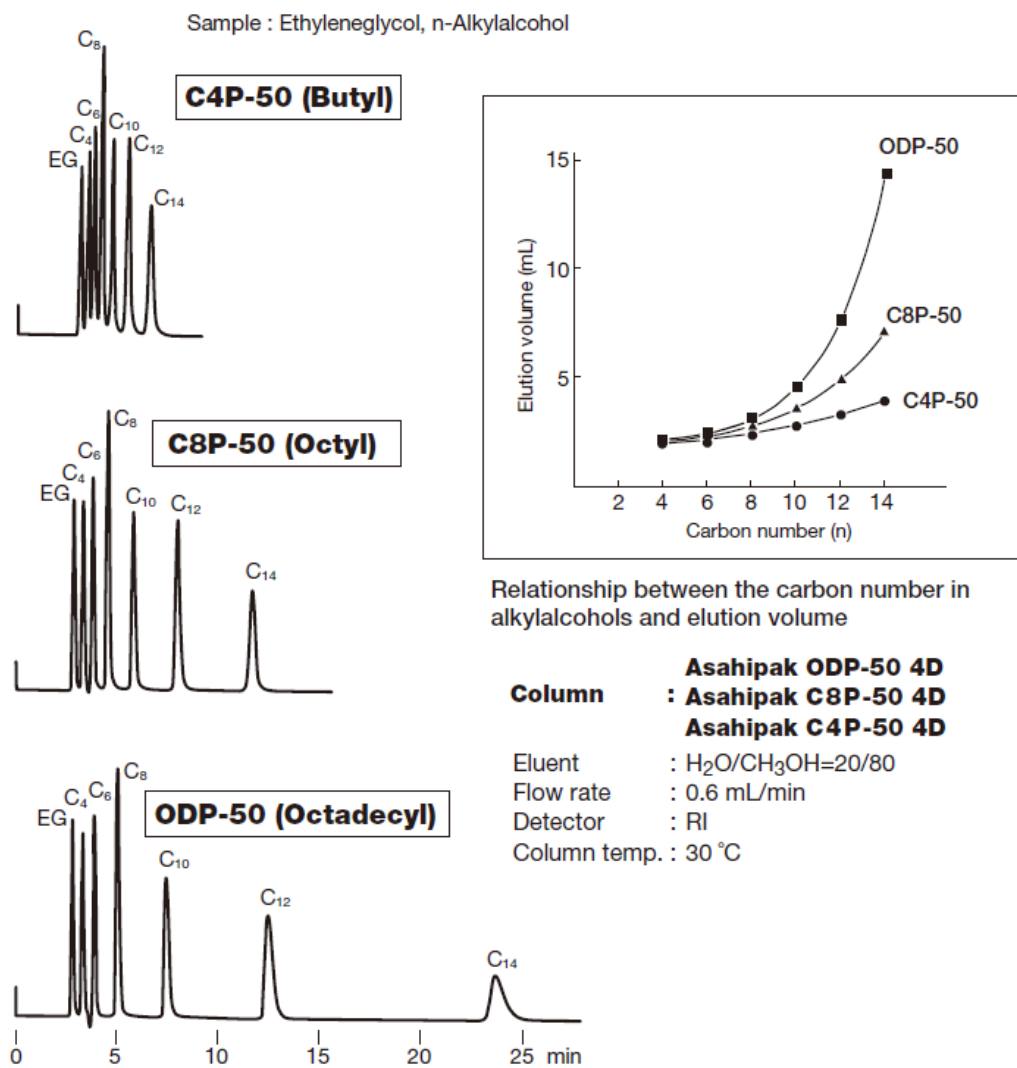 Sample : Ethyleneglycol, n-Alkylalcohol
C4P-50 (Butyl)
EG
C₄
C₆
C₈
C₁₀
C₁₂
C₁₄
C8P-50 (Octyl)
EG
C₄
C₆
C₈
C₁₀
C₁₂
C₁₄
ODP-50 (Octadecyl)
EG
C₄
C₆
C₈
C₁₀
C₁₂
C₁₄
0 5 10 15 20 25 min
Elution volume (mL)
15
10
5
ODP-50
C8P-50
C4P-50
2 4 6 8 10 12 14
Carbon number (n)
Relationship between the carbon number in
alkylalcohols and elution volume
Asahipak ODP-50 4D
Column : Asahipak C8P-50 4D
Asahipak C4P-50 4D
Eluent : H₂O/CH₃OH=20/80
Flow rate : 0.6 mL/min
Detector : RI
Column temp. : 30 °C